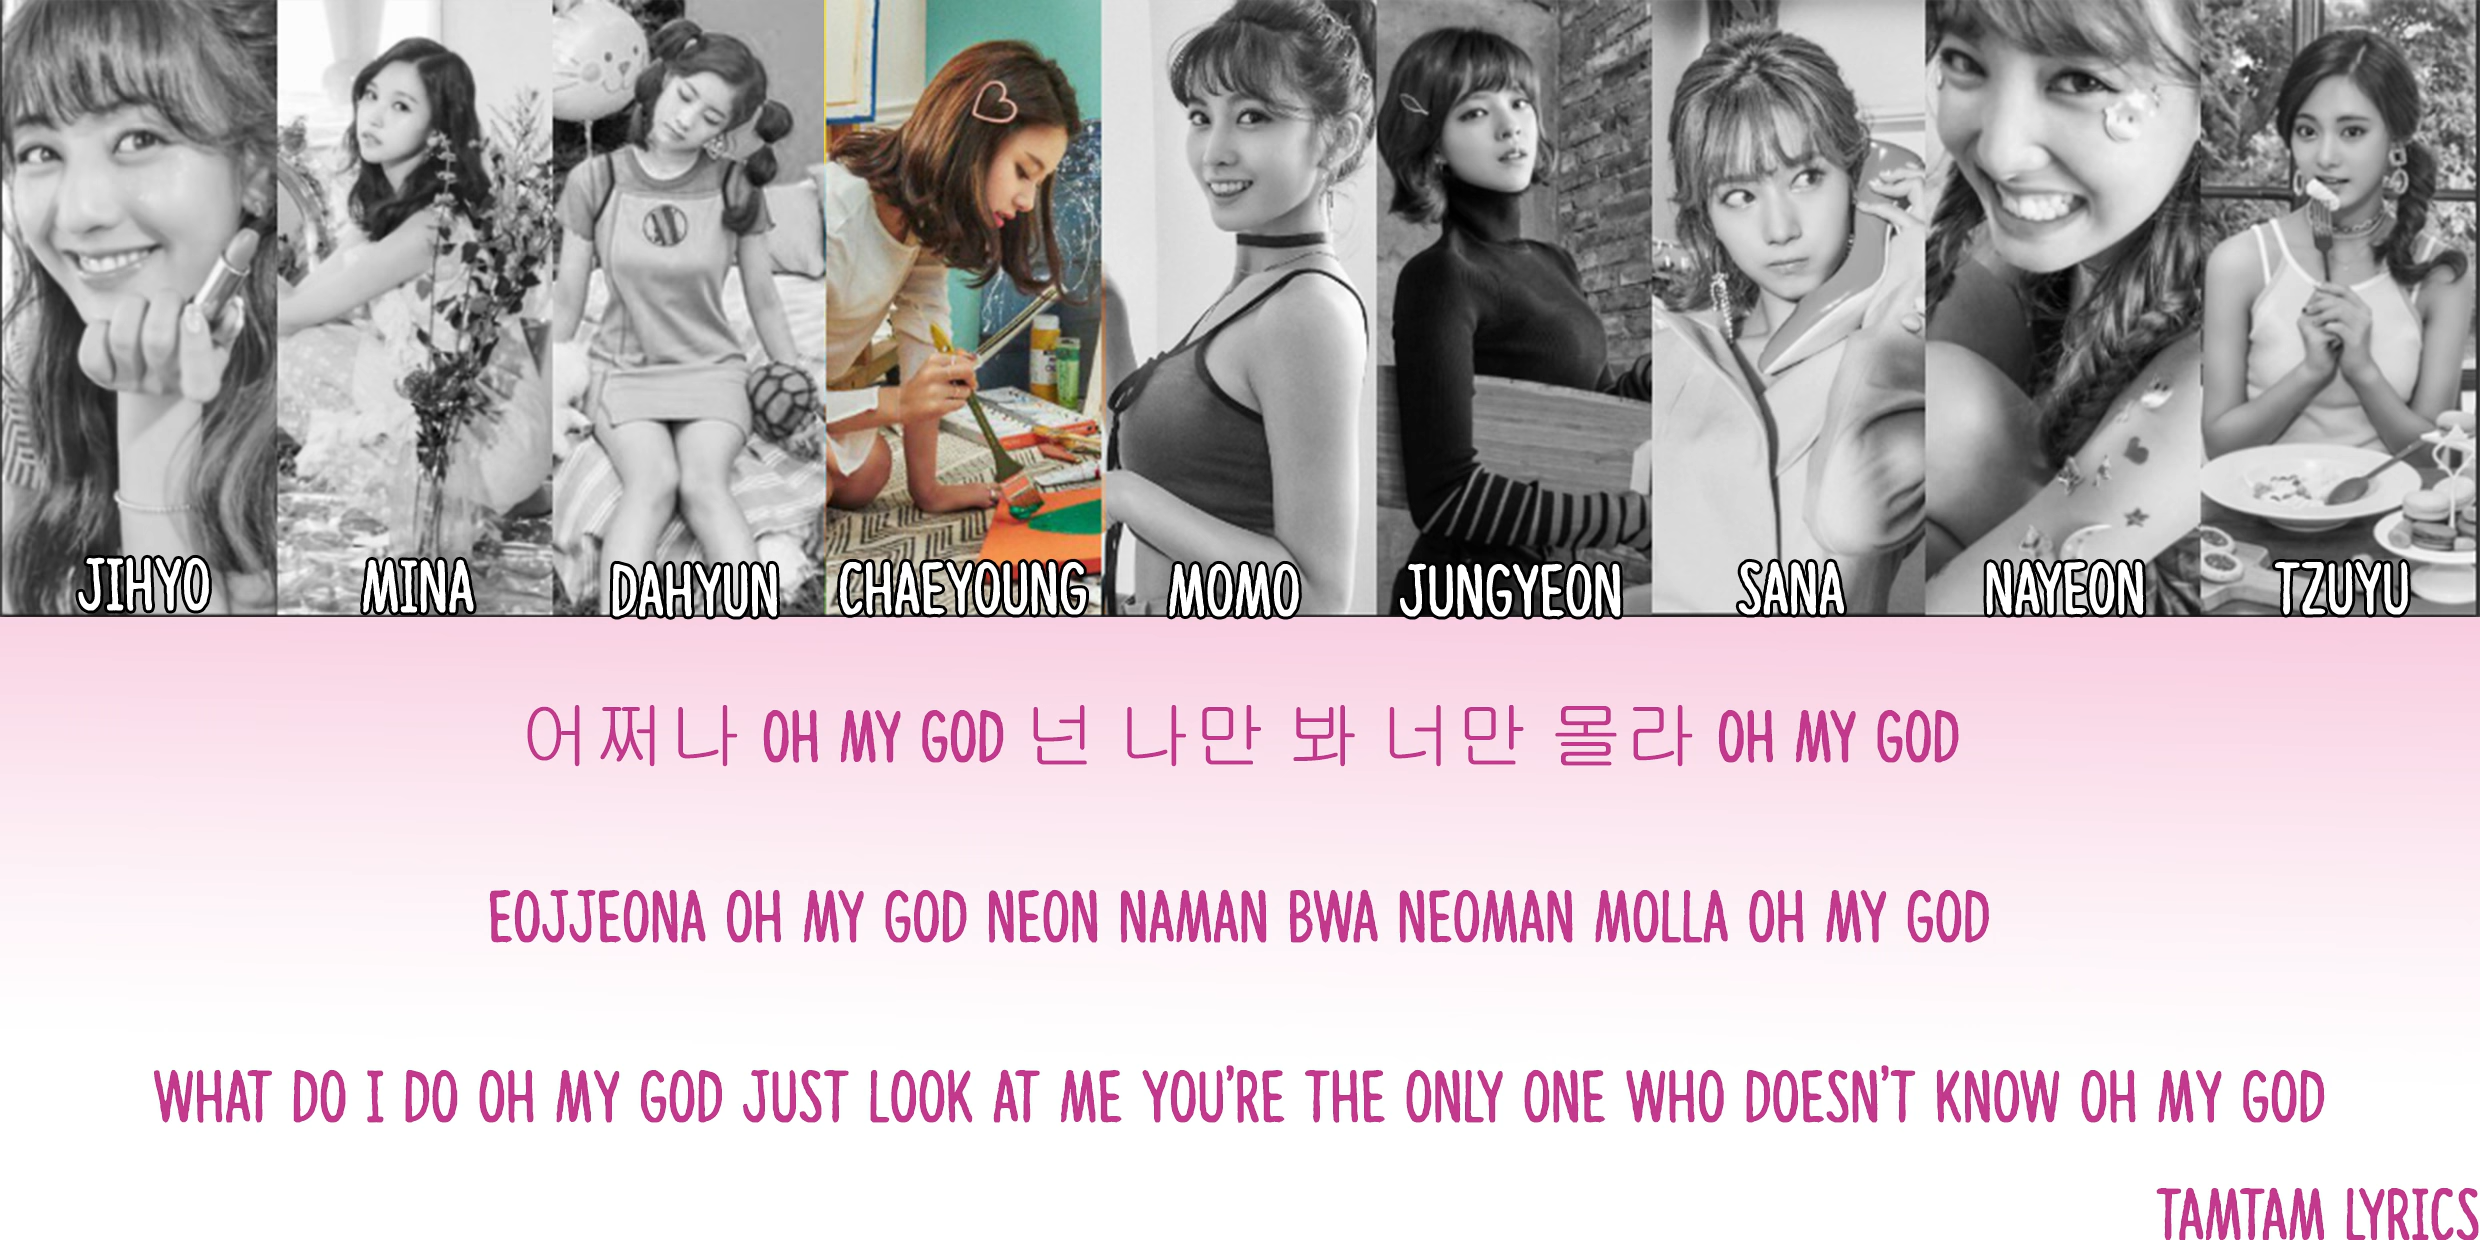 JIHYO
MINA
DAHYUN
CHAEYOUNG
MOMO
JUNGYEON
SANA
NAYEON
TZUYU
어쩌나 OH MY GOD 넌 나만 봐 너만 몰라 OH MY GOD
EOJJEONA OH MY GOD NEON NAMAN BWA NEOMAN MOLLA OH MY GOD
WHAT DO I DO OH MY GOD JUST LOOK AT ME YOU'RE THE ONLY ONE WHO DOESN'T KNOW OH MY GOD
TAMTAM LYRICS